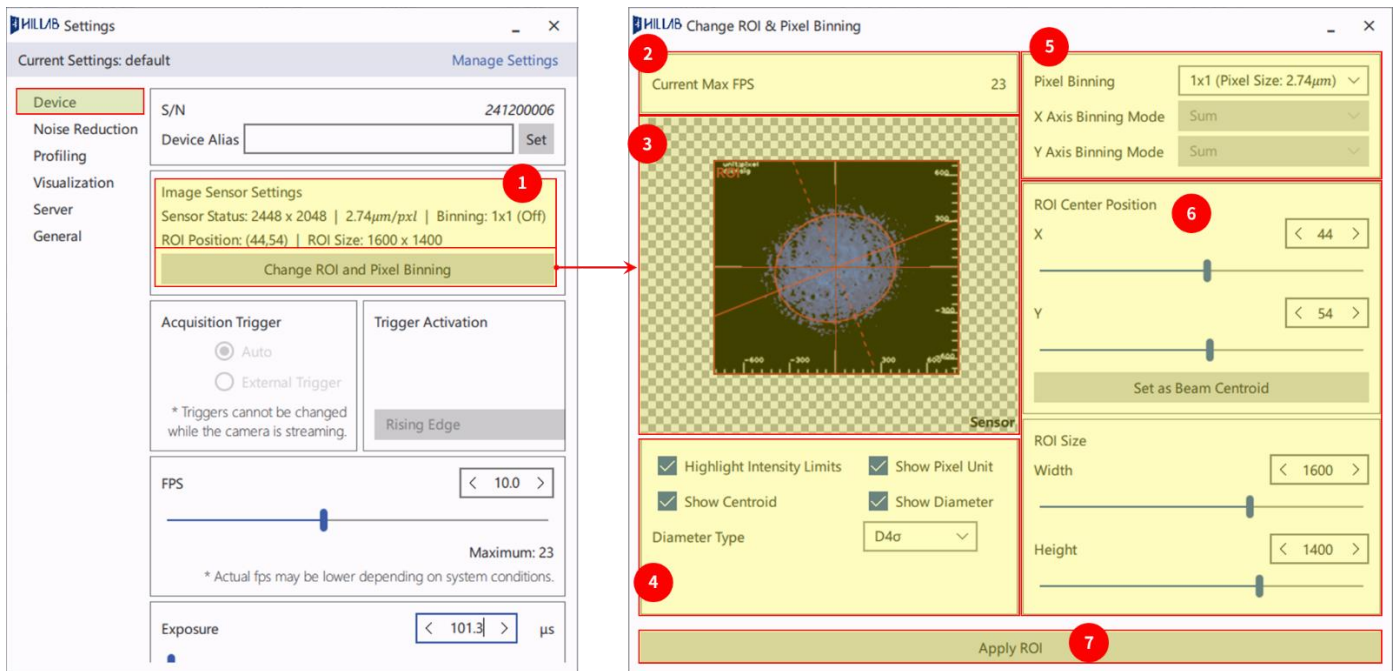 HILLAB Settings
Current Settings: default
Manage Settings
Device
Noise Reduction
Profiling
Visualization
Server
General
S/N
241200006
Device Alias
Set
1
Image Sensor Settings
Sensor Status: 2448 x 2048 | 2.74μm/pxl | Binning: 1x1 (Off)
ROI Position: (44,54) | ROI Size: 1600 x 1400
Change ROI and Pixel Binning
Acquisition Trigger
Auto
External Trigger
* Triggers cannot be changed
while the camera is streaming.
Trigger Activation
Rising Edge
FPS
10.0
Maximum: 23
* Actual fps may be lower depending on system conditions.
Exposure
101.3
μs
HILLAB Change ROI & Pixel Binning
2
Current Max FPS
23
3
ROI
600
300
-300
-600
-300
300
600
Sensor
Highlight Intensity Limits
Show Pixel Unit
Show Centroid
Show Diameter
Diameter Type
D4σ
4
5
Pixel Binning
1x1 (Pixel Size: 2.74μm)
X Axis Binning Mode
Sum
Y Axis Binning Mode
Sum
ROI Center Position
6
X
44
Y
54
Set as Beam Centroid
ROI Size
Width
1600
Height
1400
Apply ROI
7